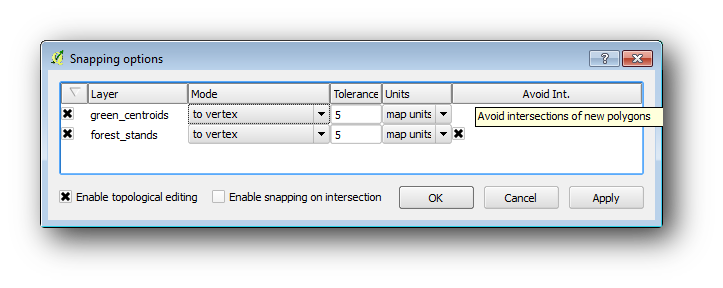 Snapping options
Layer Mode Tolerance Units Avoid Int.
green_centroids to vertex 5 map units
Avoid intersections of new polygons
forest_stands to vertex 5 map units
Enable topological editing Enable snapping on intersection OK Cancel Apply